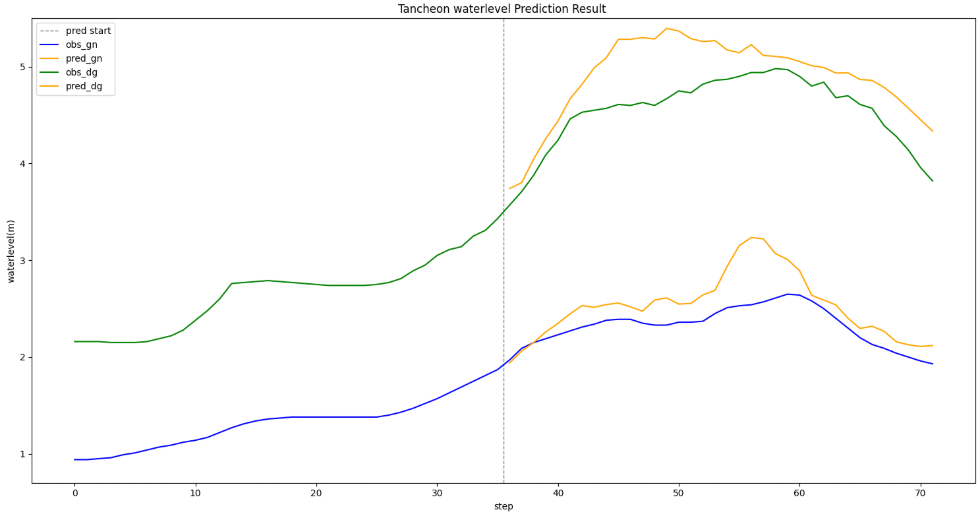 Tancheon waterlevel Prediction Result
pred start
obs_gn
pred_gn
obs_dg
pred_dg
waterlevel(m)
5
4
3
2
1
0 10 20 30 40 50 60 70
step